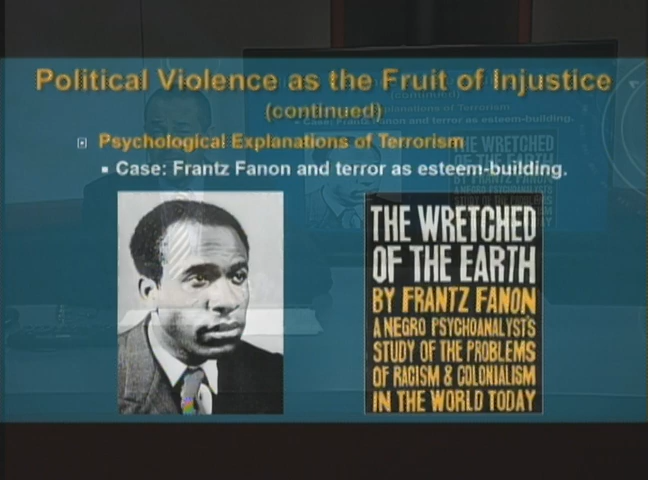 Political Violence as the Fruit of Injustice
(continued)
Psychological Explanations of Terrorism
Case: Frantz Fanon and terror as esteem-building.
THE WRETCHED
OF THE EARTH
BY FRANTZ FANON
A NEGRO PSYCHOANALYST'S
STUDY OF THE PROBLEMS
OF RACISM & COLONIALISM
IN THE WORLD TODAY